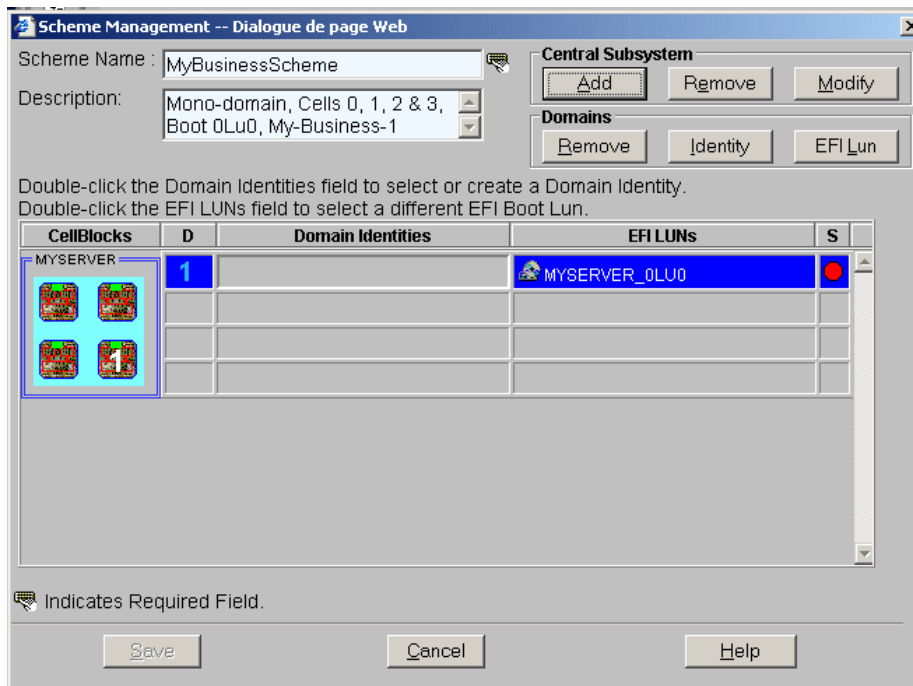 Scheme Management -- Dialogue de page Web
Scheme Name :
MyBusinessScheme
Description:
Mono-domain, Cells 0, 1, 2 & 3,
Boot 0Lu0, My-Business-1
Central Subsystem
Add Remove Modify
Domains
Remove Identity EFI Lun
Double-click the Domain Identities field to select or create a Domain Identity.
Double-click the EFI LUNs field to select a different EFI Boot Lun.
CellBlocks D Domain Identities EFI LUNs S
MYSERVER
1 MYSERVER_0LU0
1
Indicates Required Field.
Save Cancel Help